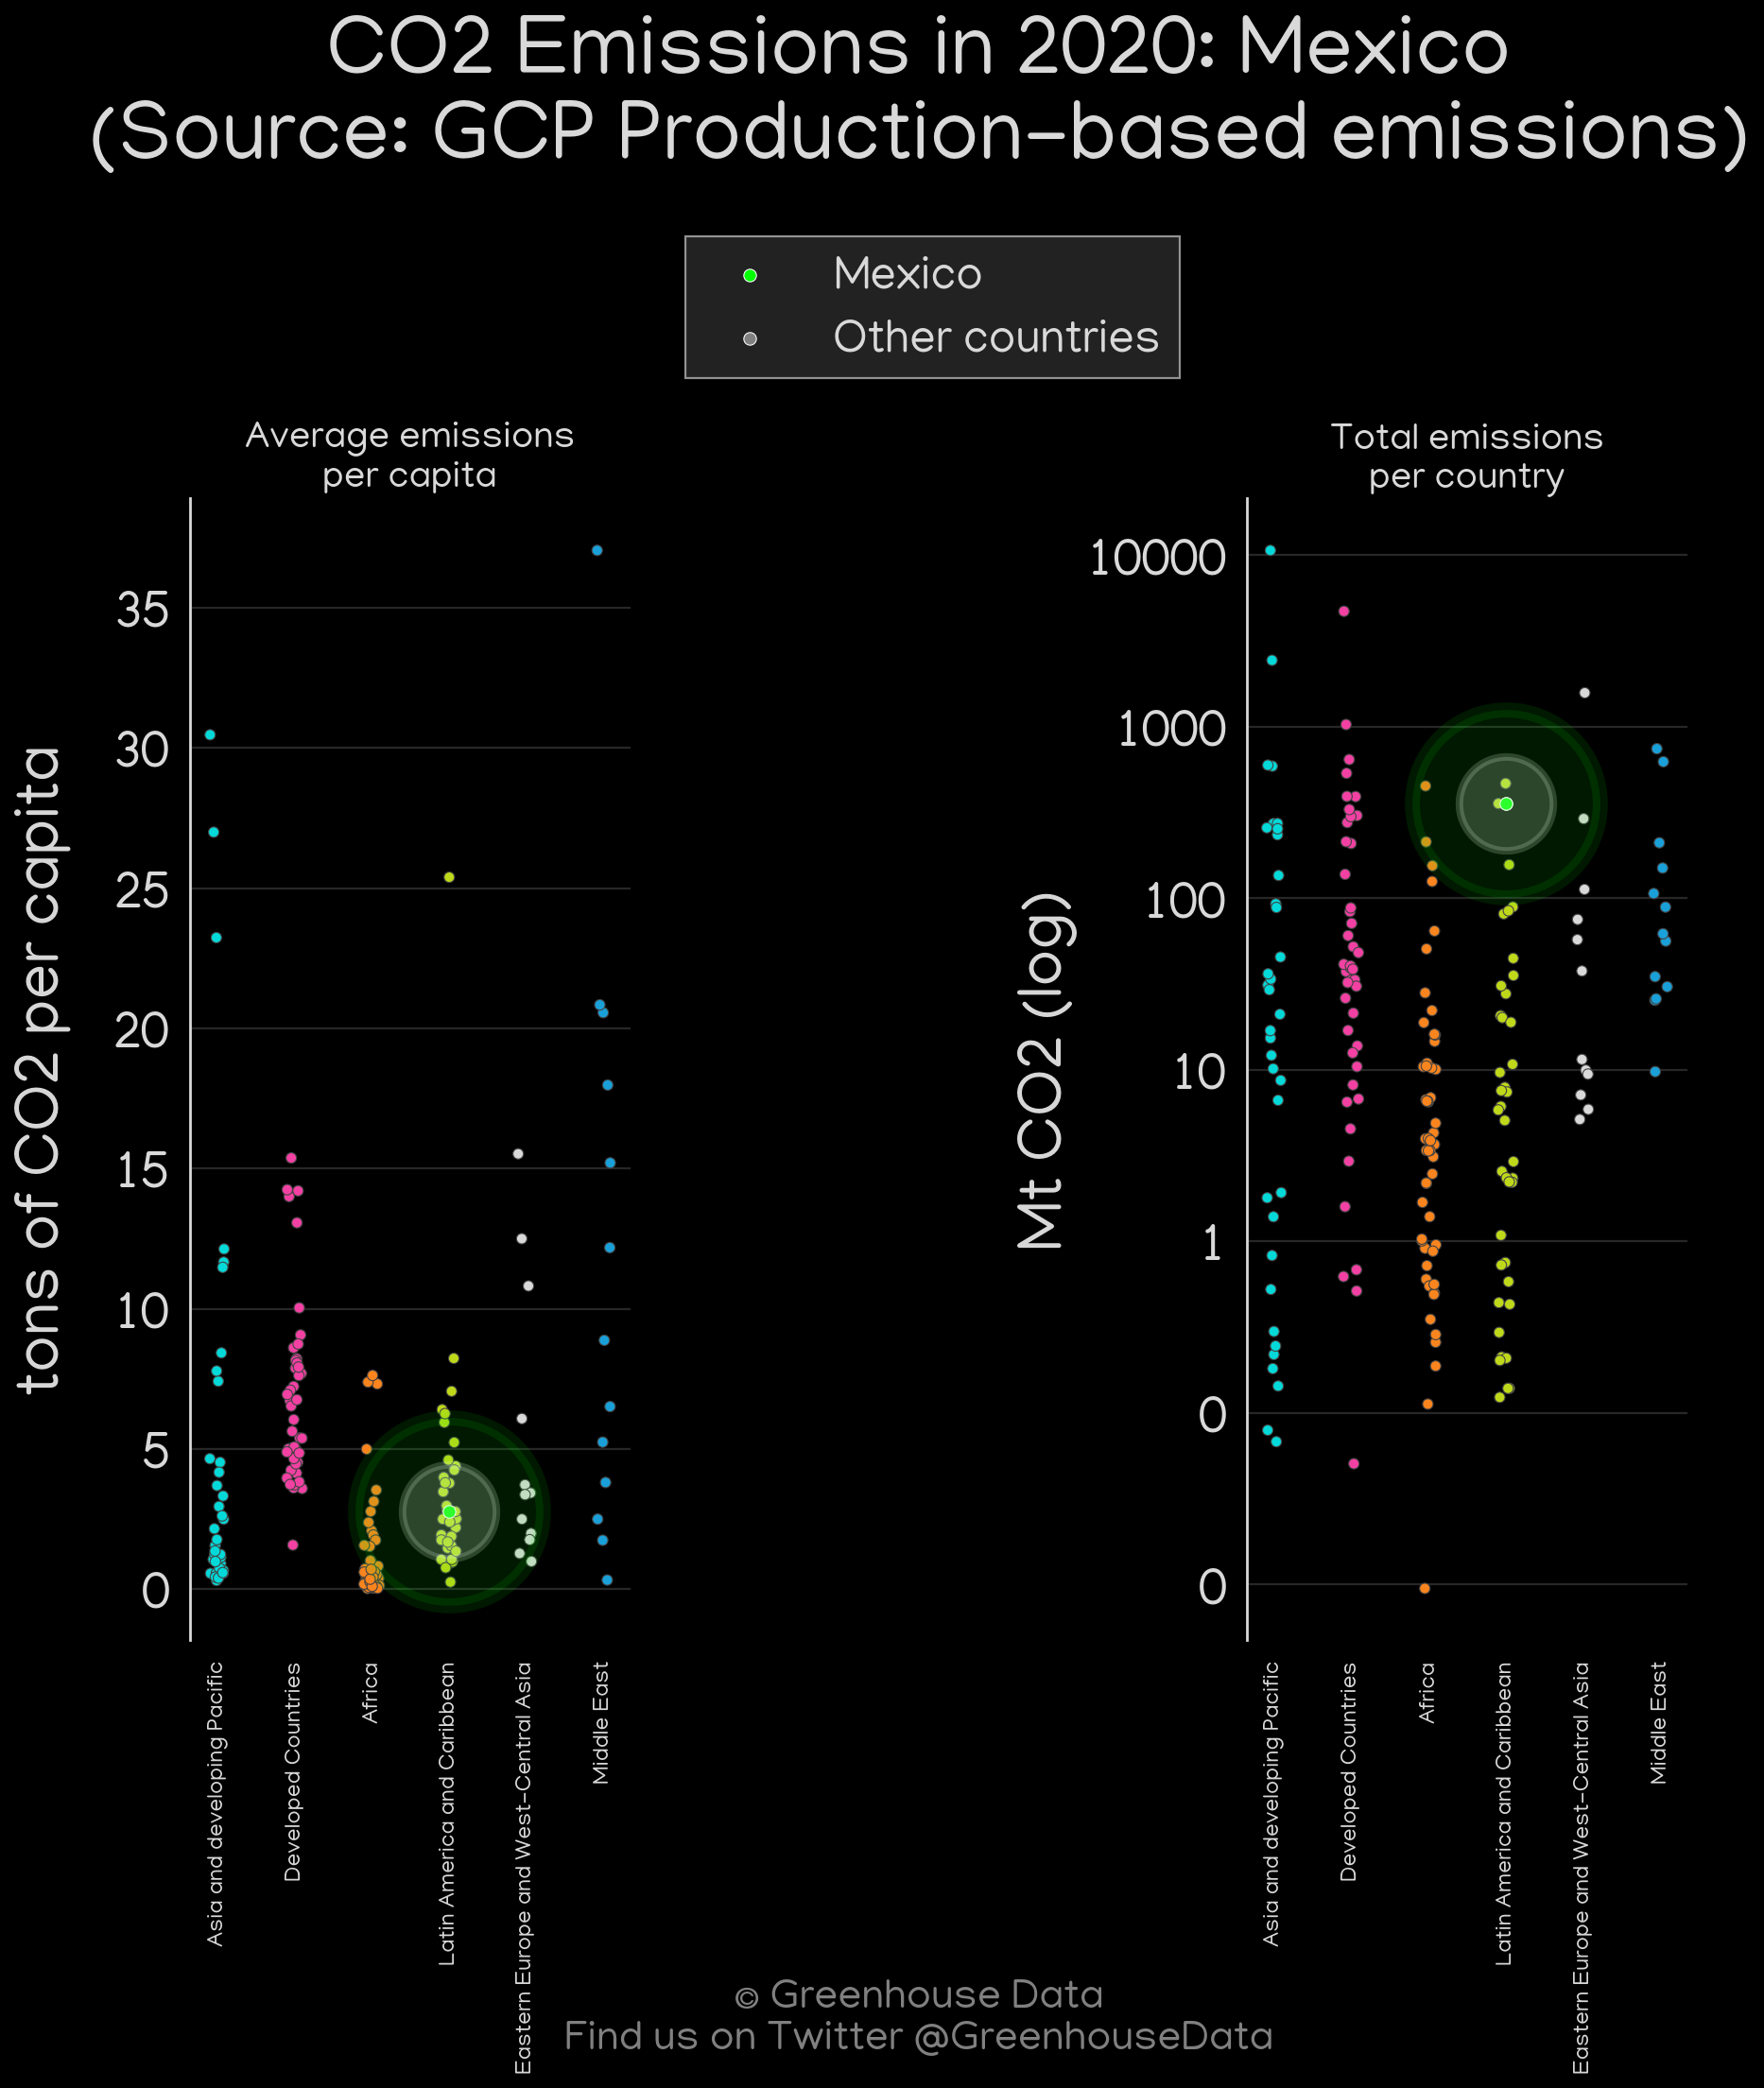 CO2 Emissions in 2020: Mexico
(Source: GCP Production-based emissions)
Mexico
Other countries
Average emissions
per capita
tons of CO2 per capita
35
30
25
20
15
10
5
0
Asia and developing Pacific
Developed Countries
Africa
Latin America and Caribbean
Eastern Europe and West-Central Asia
Middle East
Total emissions
per country
Mt CO2 (log)
10000
1000
100
10
1
0
0
Asia and developing Pacific
Developed Countries
Africa
Latin America and Caribbean
Eastern Europe and West-Central Asia
Middle East
© Greenhouse Data
Find us on Twitter @GreenhouseData